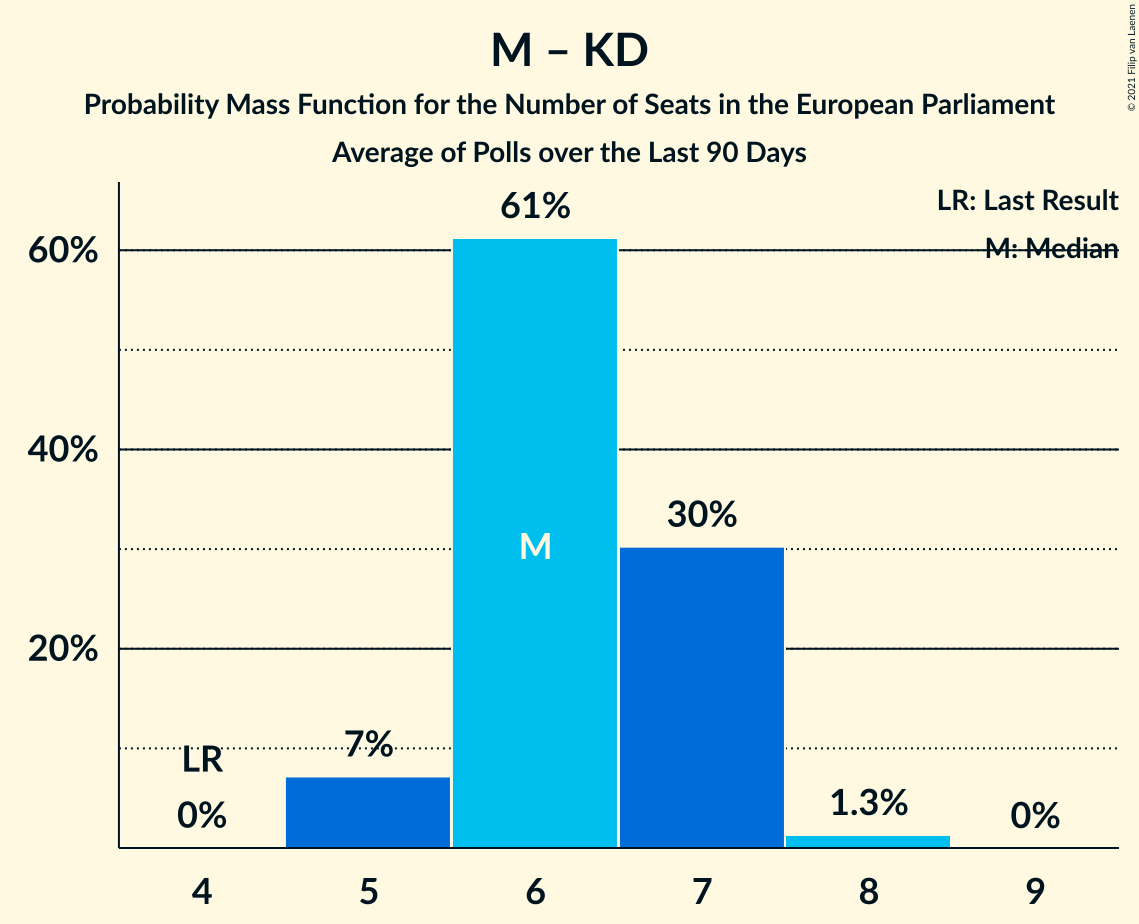 M – KD
Probability Mass Function for the Number of Seats in the European Parliament
Average of Polls over the Last 90 Days
© 2021 Filip van Laenen
LR: Last Result
M: Median
60%
40%
20%
61%
30%
7%
1.3%
0%
0%
LR
M
4 5 6 7 8 9